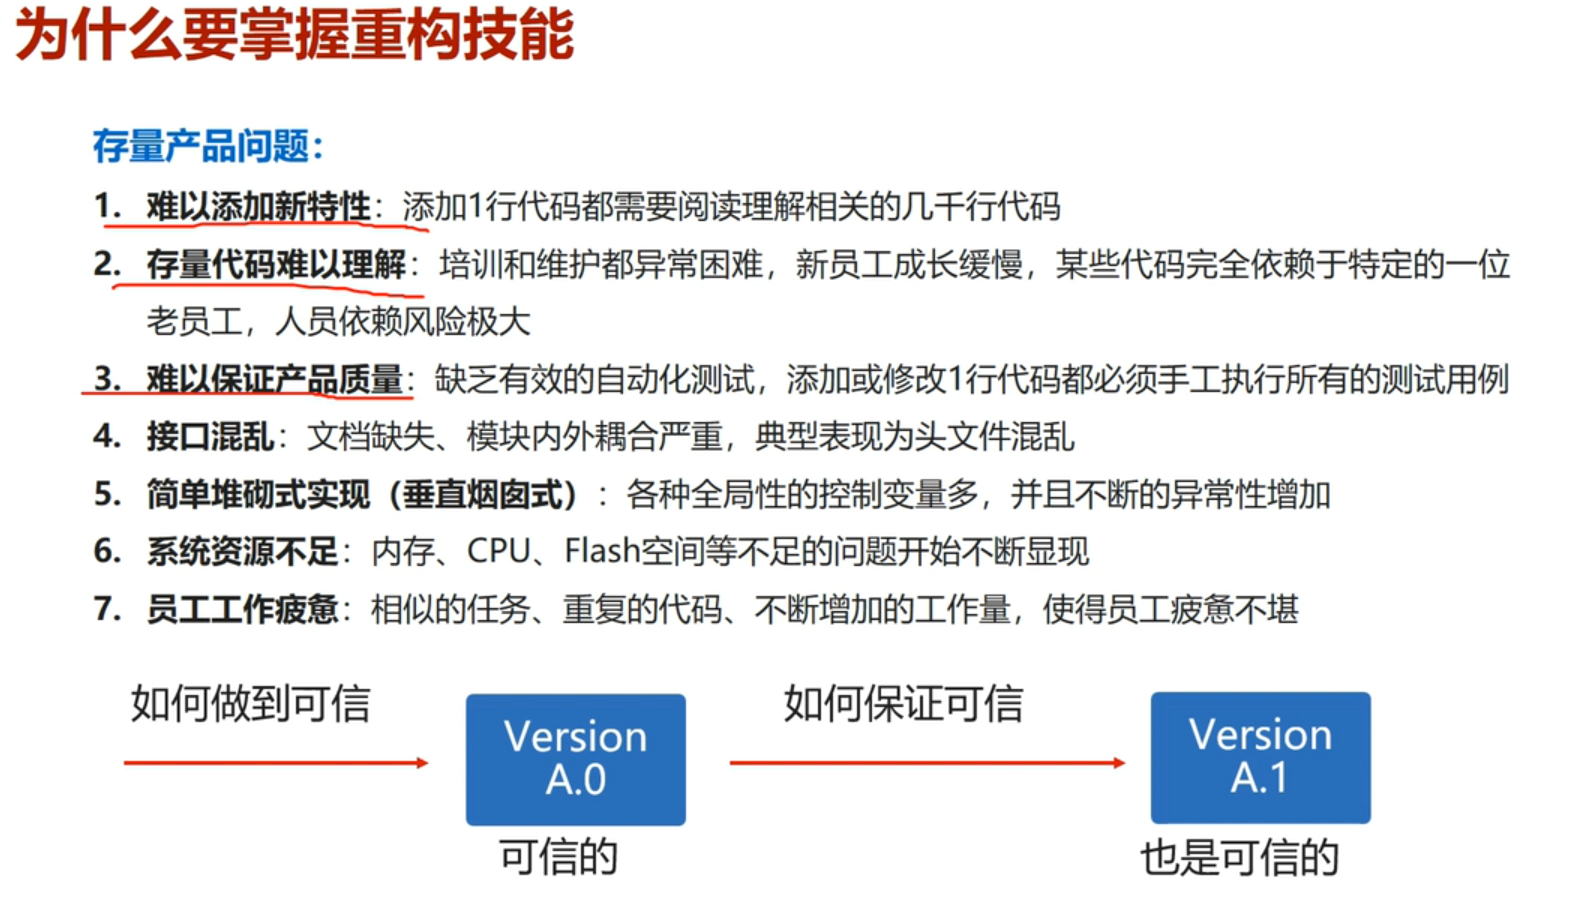 为什么要掌握重构技能
存量产品问题：
1. 难以添加新特性：添加1行代码都需要阅读理解相关的几千行代码
2. 存量代码难以理解：培训和维护都异常困难，新员工成长缓慢，某些代码完全依赖于特定的一位
老员工，人员依赖风险极大
3. 难以保证产品质量：缺乏有效的自动化测试，添加或修改1行代码都必须手工执行所有的测试用例
4. 接口混乱：文档缺失、模块内外耦合严重，典型表现为头文件混乱
5. 简单堆砌式实现（垂直烟囱式）：各种全局性的控制变量多，并且不断的异常性增加
6. 系统资源不足：内存、CPU、Flash空间等不足的问题开始不断显现
7. 员工工作疲惫：相似的任务、重复的代码、不断增加的工作量，使得员工疲惫不堪
如何做到可信
Version
A.0
可信的
如何保证可信
Version
A.1
也是可信的